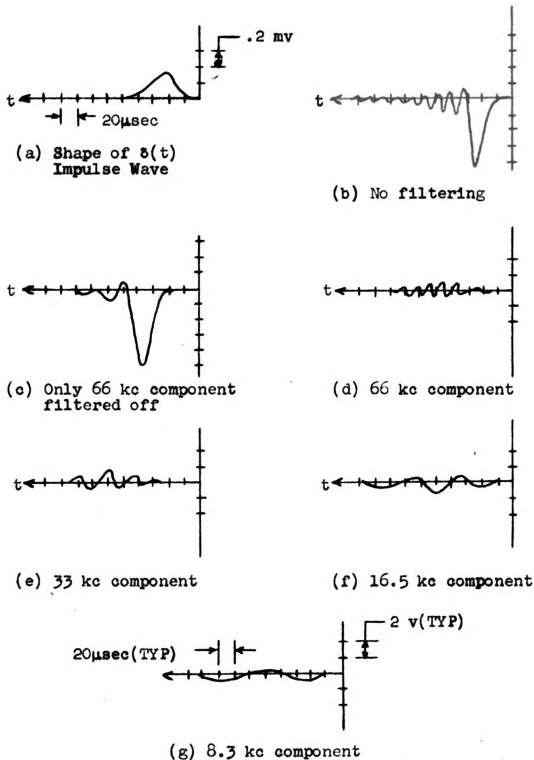 .2 mv
t
20μsec
(a) Shape of δ(t)
Impulse Wave
t
(b) No filtering
t
(c) Only 66 kc component
filtered off
t
(d) 66 kc component
t
(e) 33 kc component
t
(f) 16.5 kc component
2 v(TYP)
20μsec(TYP)
(g) 8.3 kc component